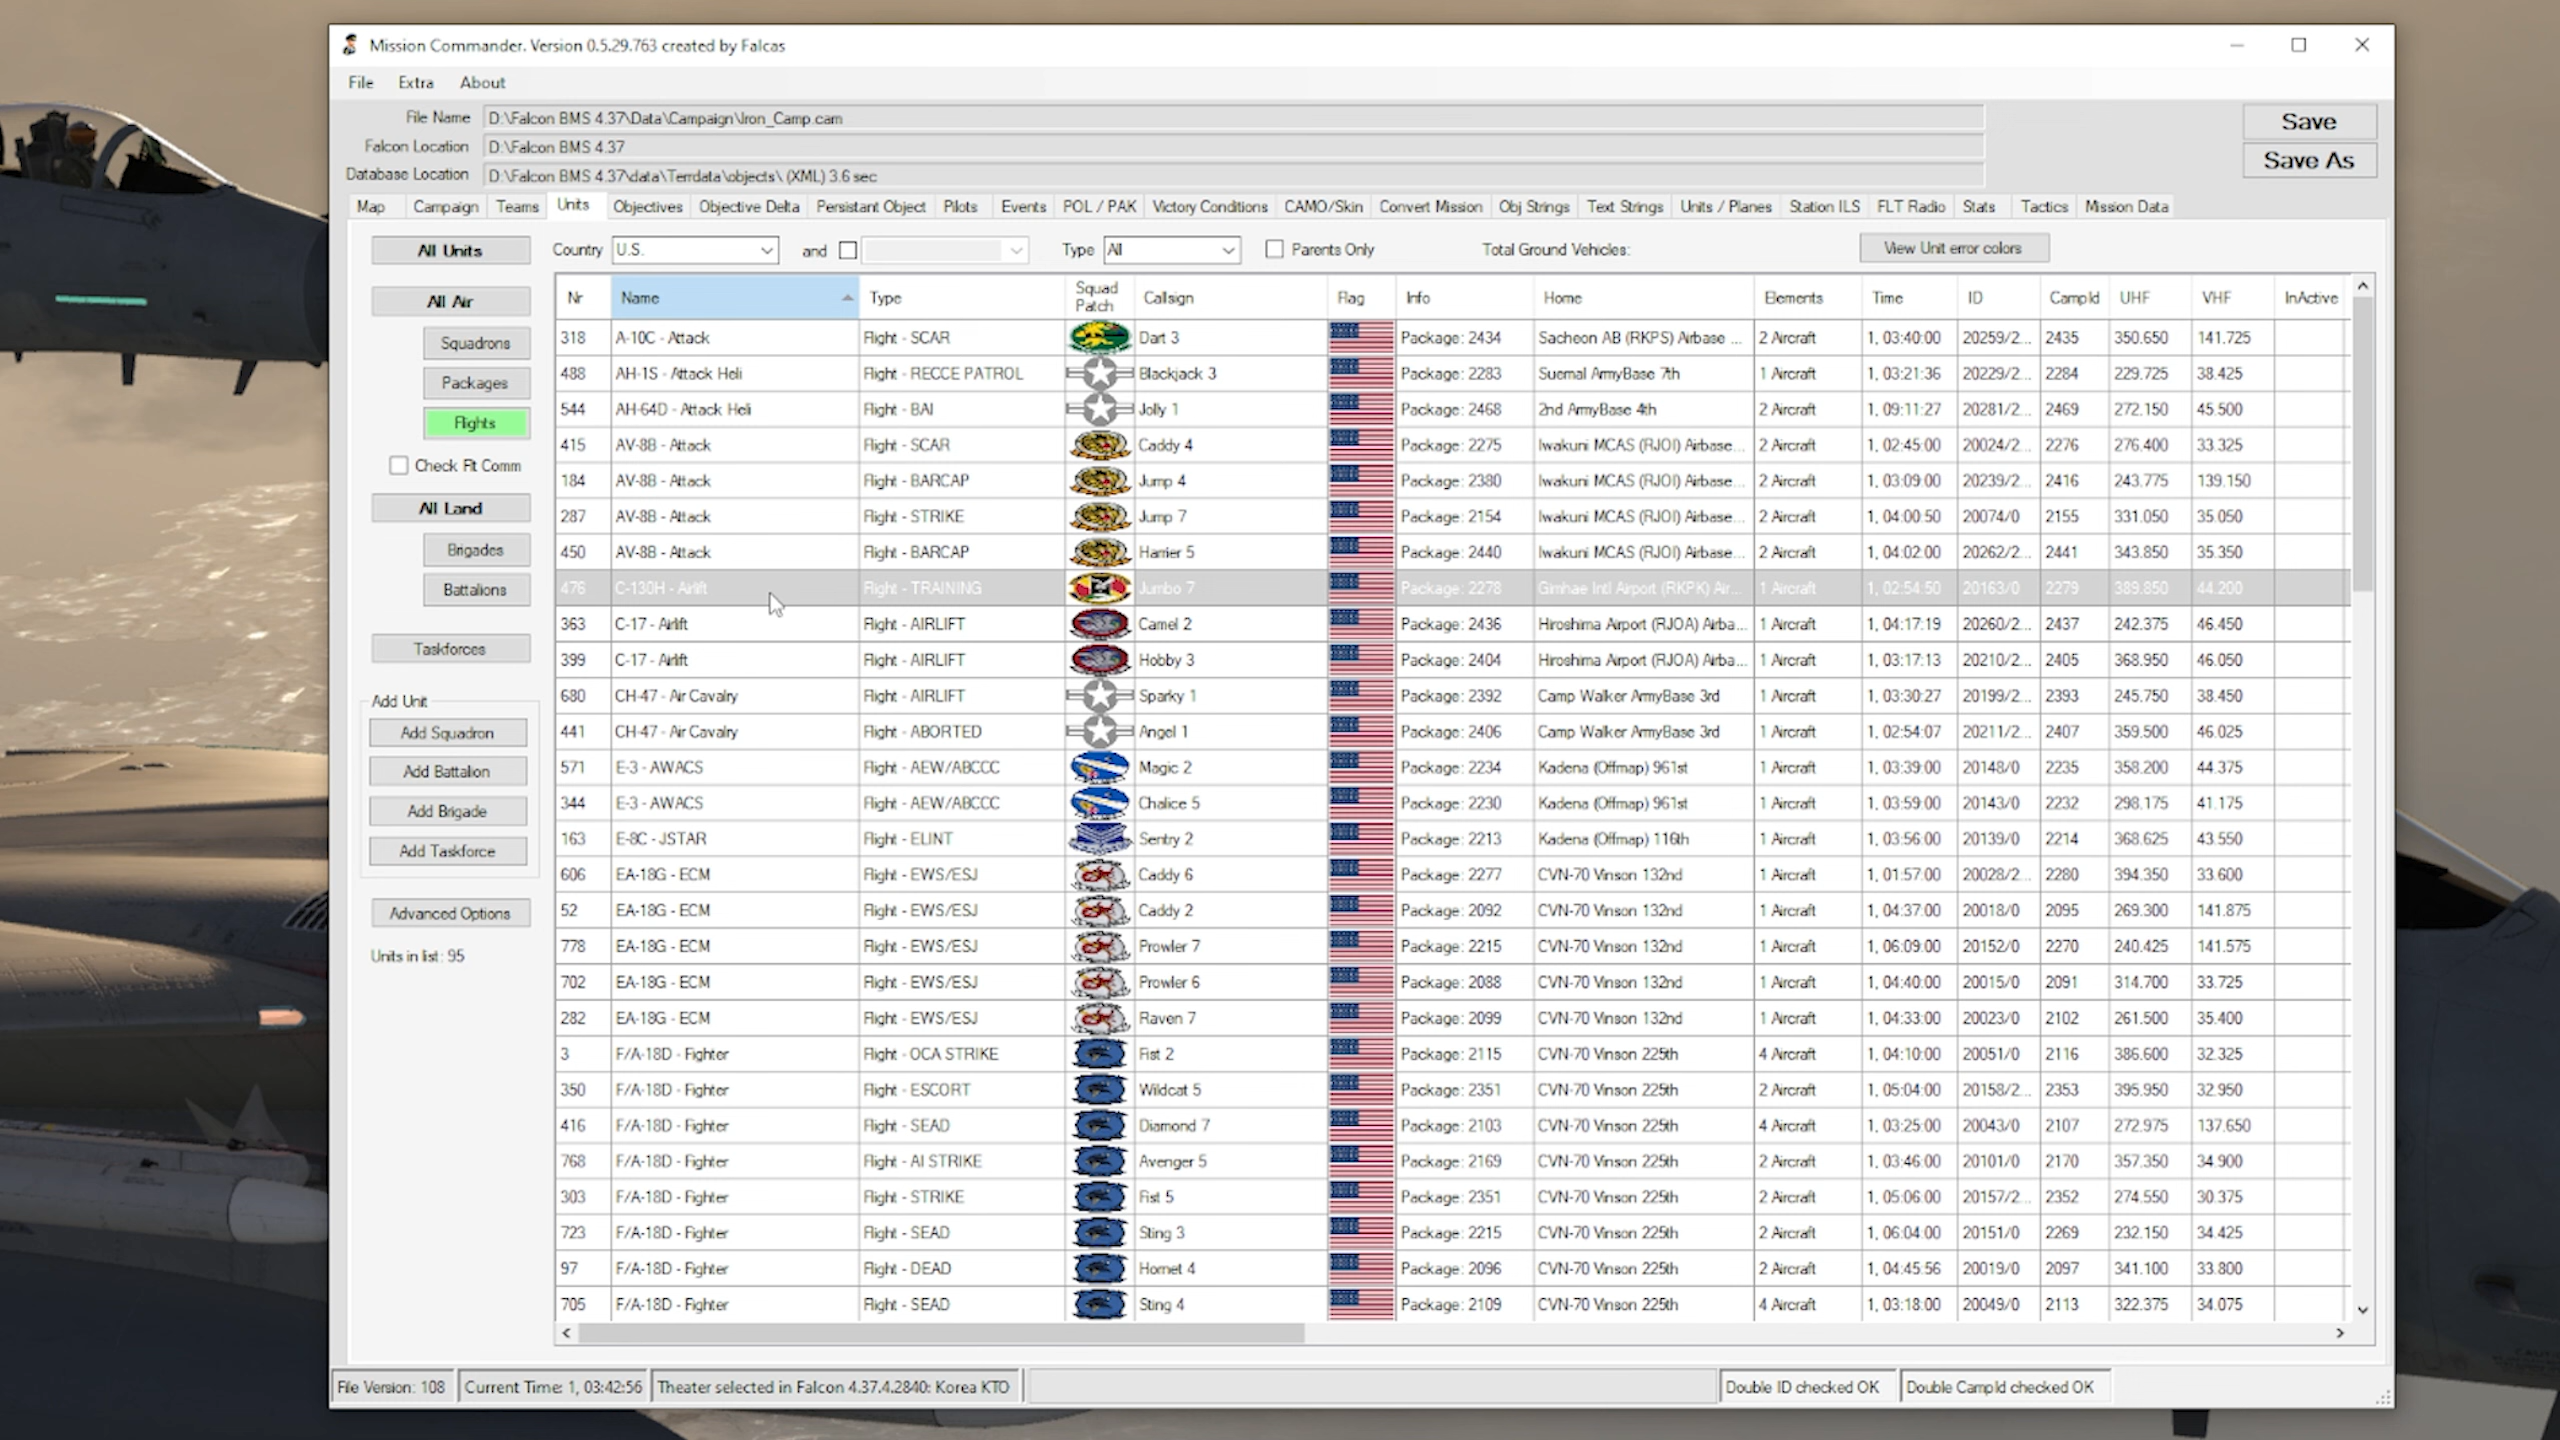 Mission Commander. Version 0.5.29.763 created by Falcas
File Extra About
File Name D:\Falcon BMS 4.37\Data\Campaign\Iron_Camp.cam
Save
Falcon Location D:\Falcon BMS 4.37
Save As
Database Location D:\Falcon BMS 4.37\data\Terrdata\objects\ (XML) 3.6 sec
Map Campaign Teams Units Objectives Objective Delta Persistant Object Pilots Events POL / PAK Victory Conditions CAMO/Skin Convert Mission Obj Strings Text Strings Units / Planes Station ILS FLT Radio Stats Tactics Mission Data
All Units
All Air
Squadrons
Packages
Flights
Check Flt Comm
All Land
Brigades
Battalions
Taskforces
Add Unit
Add Squadron
Add Battalion
Add Brigade
Add Taskforce
Advanced Options
Units in list: 95
Country U.S. and Type All Parents Only Total Ground Vehicles: View Unit error colors
Nr Name Type Squad Patch Callsign Flag Info Home Elements Time ID CampId UHF VHF InActive
318 A-10C - Attack Flight - SCAR Dart 3 Package: 2434 Sacheon AB (RKPS) Airbase ... 2 Aircraft 1, 03:40:00 20259/2... 2435 350.650 141.725
488 AH-1S - Attack Heli Flight - RECCE PATROL Blackjack 3 Package: 2283 Suemal ArmyBase 7th 1 Aircraft 1, 03:21:36 20229/2... 2284 229.725 38.425
544 AH-64D - Attack Heli Flight - BAI Jolly 1 Package: 2468 2nd ArmyBase 4th 2 Aircraft 1, 09:11:27 20281/2... 2469 272.150 45.500
415 AV-8B - Attack Flight - SCAR Caddy 4 Package: 2275 Iwakuni MCAS (RJOI) Airbase... 2 Aircraft 1, 02:45:00 20024/2... 2276 276.400 33.325
184 AV-8B - Attack Flight - BARCAP Jump 4 Package: 2380 Iwakuni MCAS (RJOI) Airbase... 2 Aircraft 1, 03:09:00 20239/2... 2416 243.775 139.150
287 AV-8B - Attack Flight - STRIKE Jump 7 Package: 2154 Iwakuni MCAS (RJOI) Airbase... 2 Aircraft 1, 04:00:50 20074/0 2155 331.050 35.050
450 AV-8B - Attack Flight - BARCAP Harrier 5 Package: 2440 Iwakuni MCAS (RJOI) Airbase... 2 Aircraft 1, 04:02:00 20262/2... 2441 343.850 35.350
476 C-130H - Airlift Flight - TRAINING Jumbo 7 Package: 2278 Gimhae Intl Airport (RKPK) Air... 1 Aircraft 1, 02:54:50 20163/0 2279 389.850 44.200
363 C-17 - Airlift Flight - AIRLIFT Camel 2 Package: 2436 Hiroshima Airport (RJOA) Airba... 1 Aircraft 1, 04:17:19 20260/2... 2437 242.375 46.450
399 C-17 - Airlift Flight - AIRLIFT Hobby 3 Package: 2404 Hiroshima Airport (RJOA) Airba... 1 Aircraft 1, 03:17:13 20210/2... 2405 368.950 46.050
680 CH-47 - Air Cavalry Flight - AIRLIFT Sparky 1 Package: 2392 Camp Walker ArmyBase 3rd 1 Aircraft 1, 03:30:27 20199/2... 2393 245.750 38.450
441 CH-47 - Air Cavalry Flight - ABORTED Angel 1 Package: 2406 Camp Walker ArmyBase 3rd 1 Aircraft 1, 02:54:07 20211/2... 2407 359.500 46.025
571 E-3 - AWACS Flight - AEW/ABCCC Magic 2 Package: 2234 Kadena (Offmap) 961st 1 Aircraft 1, 03:39:00 20148/0 2235 358.200 44.375
344 E-3 - AWACS Flight - AEW/ABCCC Chalice 5 Package: 2230 Kadena (Offmap) 961st 1 Aircraft 1, 03:59:00 20143/0 2232 298.175 41.175
163 E-8C - JSTAR Flight - ELINT Sentry 2 Package: 2213 Kadena (Offmap) 116th 1 Aircraft 1, 03:56:00 20139/0 2214 368.625 43.550
606 EA-18G - ECM Flight - EWS/ESJ Caddy 6 Package: 2277 CVN-70 Vinson 132nd 1 Aircraft 1, 01:57:00 20028/2... 2280 394.350 33.600
52 EA-18G - ECM Flight - EWS/ESJ Caddy 2 Package: 2092 CVN-70 Vinson 132nd 1 Aircraft 1, 04:37:00 20018/0 2095 269.300 141.875
778 EA-18G - ECM Flight - EWS/ESJ Prowler 7 Package: 2215 CVN-70 Vinson 132nd 1 Aircraft 1, 06:09:00 20152/0 2270 240.425 141.575
702 EA-18G - ECM Flight - EWS/ESJ Prowler 6 Package: 2088 CVN-70 Vinson 132nd 1 Aircraft 1, 04:40:00 20015/0 2091 314.700 33.725
282 EA-18G - ECM Flight - EWS/ESJ Raven 7 Package: 2099 CVN-70 Vinson 132nd 1 Aircraft 1, 04:33:00 20023/0 2102 261.500 35.400
3 F/A-18D - Fighter Flight - OCA STRIKE Fist 2 Package: 2115 CVN-70 Vinson 225th 4 Aircraft 1, 04:10:00 20051/0 2116 386.600 32.325
350 F/A-18D - Fighter Flight - ESCORT Wildcat 5 Package: 2351 CVN-70 Vinson 225th 2 Aircraft 1, 05:04:00 20158/2... 2353 395.950 32.950
416 F/A-18D - Fighter Flight - SEAD Diamond 7 Package: 2103 CVN-70 Vinson 225th 4 Aircraft 1, 03:25:00 20043/0 2107 272.975 137.650
768 F/A-18D - Fighter Flight - AI STRIKE Avenger 5 Package: 2169 CVN-70 Vinson 225th 2 Aircraft 1, 03:46:00 20101/0 2170 357.350 34.900
303 F/A-18D - Fighter Flight - STRIKE Fist 5 Package: 2351 CVN-70 Vinson 225th 2 Aircraft 1, 05:06:00 20157/2... 2352 274.550 30.375
723 F/A-18D - Fighter Flight - SEAD Sting 3 Package: 2215 CVN-70 Vinson 225th 2 Aircraft 1, 06:04:00 20151/0 2269 232.150 34.425
97 F/A-18D - Fighter Flight - DEAD Hornet 4 Package: 2096 CVN-70 Vinson 225th 2 Aircraft 1, 04:45:56 20019/0 2097 341.100 33.800
705 F/A-18D - Fighter Flight - SEAD Sting 4 Package: 2109 CVN-70 Vinson 225th 4 Aircraft 1, 03:18:00 20049/0 2113 322.375 34.075
File Version: 108 Current Time: 1, 03:42:56 Theater selected in Falcon 4.37.4.2840: Korea KTO Double ID checked OK Double CampId checked OK